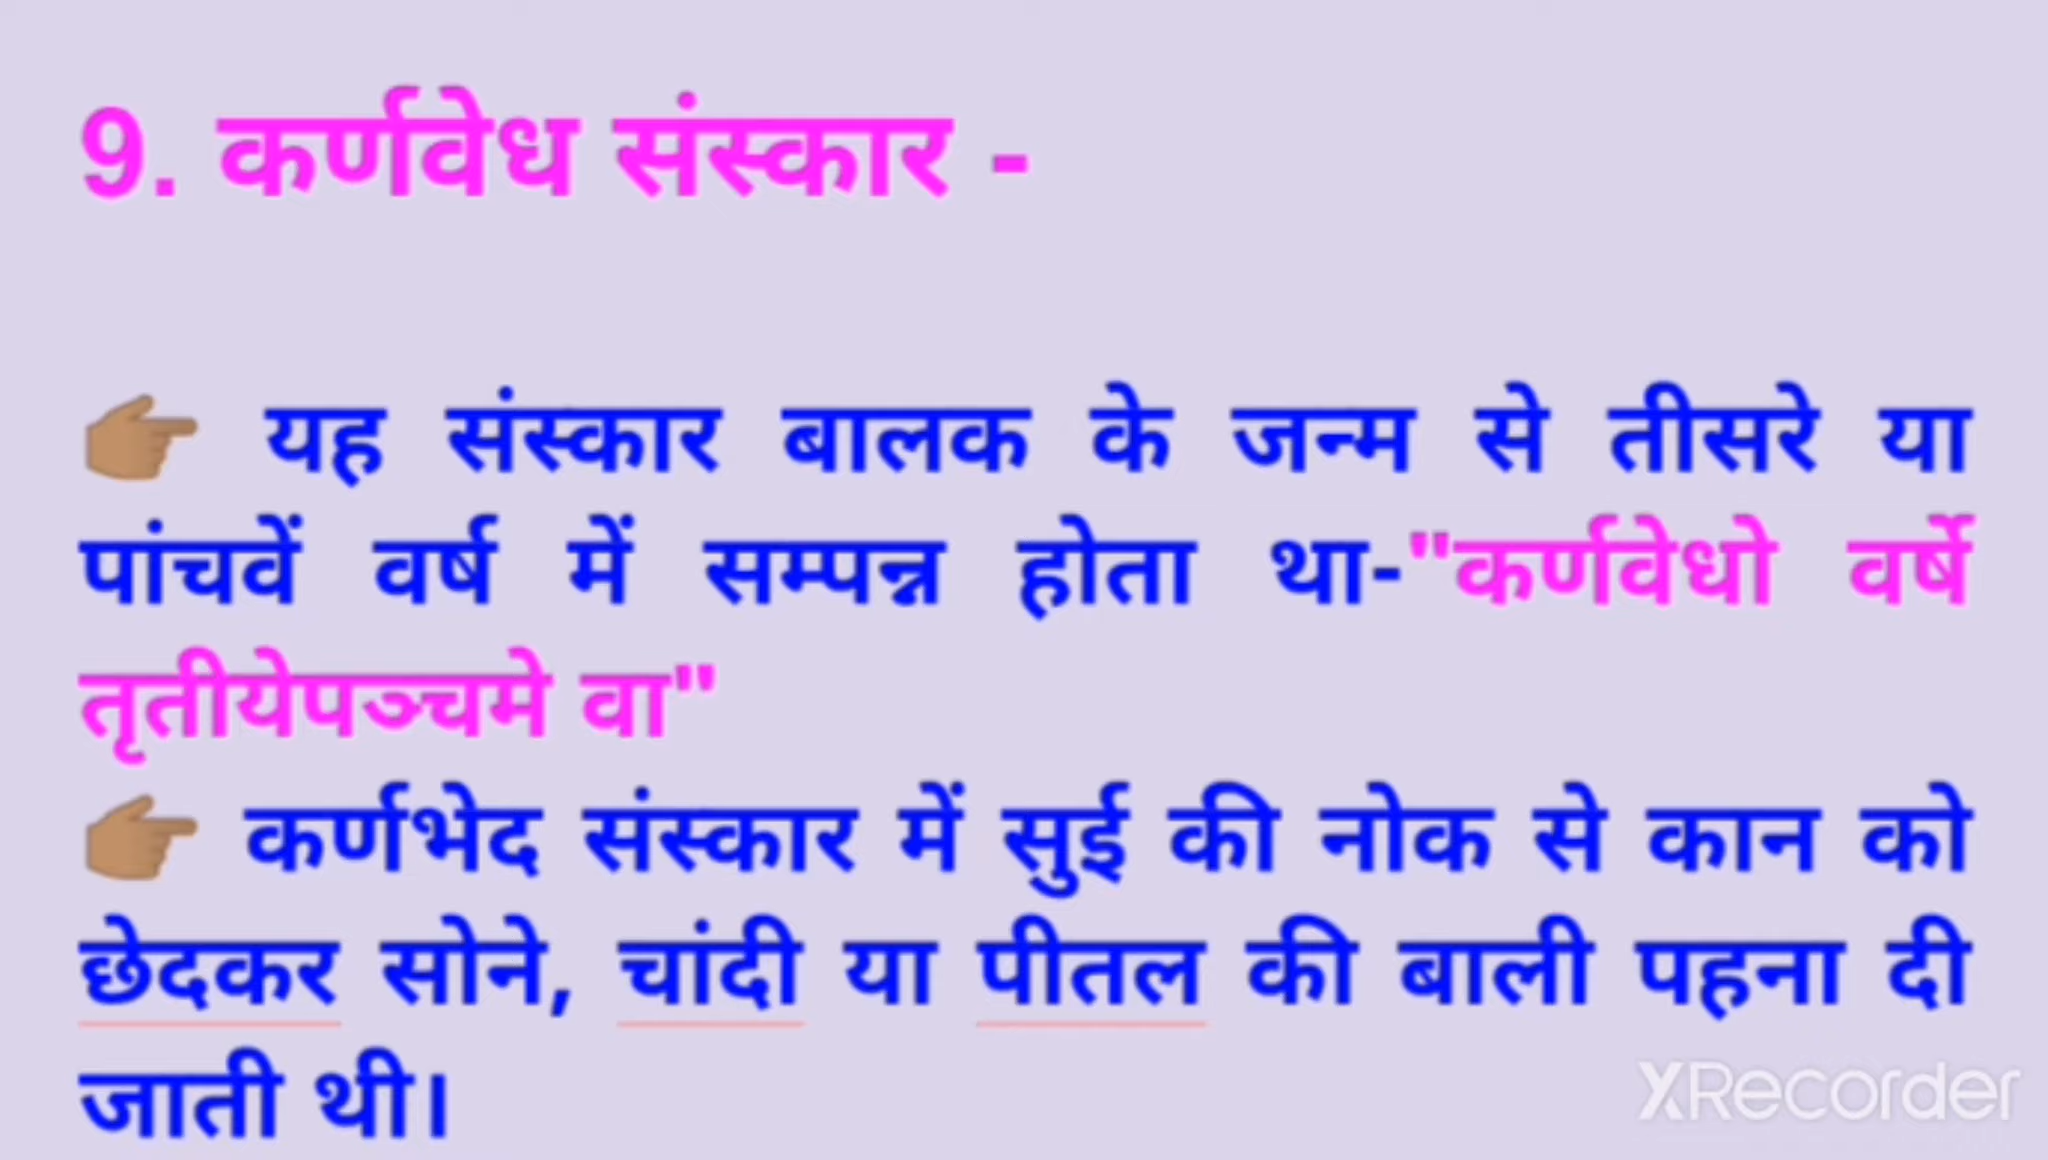 9. कर्णवेध संस्कार -
👉🏽 यह संस्कार बालक के जन्म से तीसरे या
पांचवें वर्ष में सम्पन्न होता था-"कर्णवेधो वर्षे
तृतीयेपञ्चमे वा"
👉🏽 कर्णभेद संस्कार में सुई की नोक से कान को
छेदकर सोने, चांदी या पीतल की बाली पहना दी
जाती थी।
XRecorder